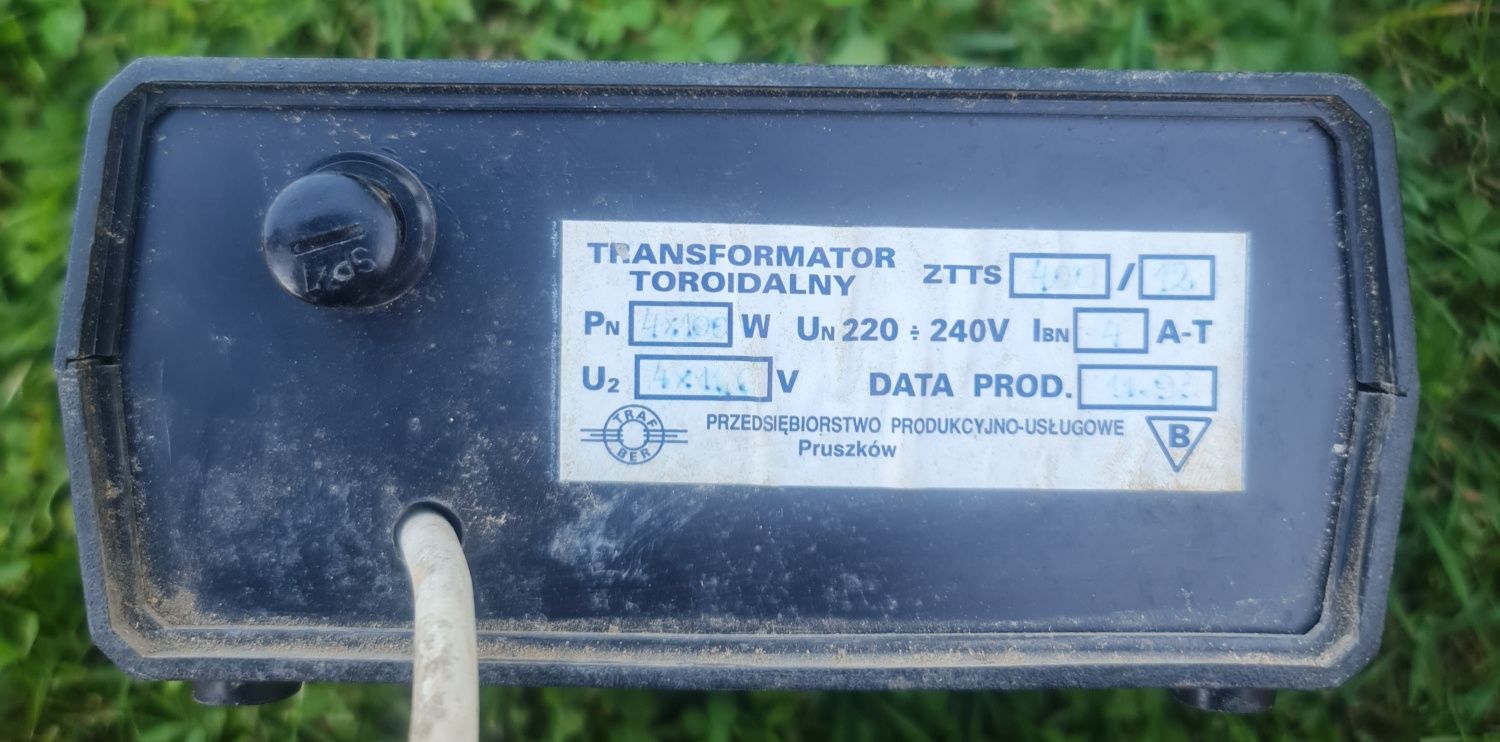 TRANSFORMATOR
TOROIDALNY
ZTTS 400 / 12
PN 4x100 W UN 220 ÷ 240V IBN 4 A-T
U2 V DATA PROD.
TRAF
BER
PRZEDSIĘBIORSTWO PRODUKCYJNO-USŁUGOWE
Pruszków
B